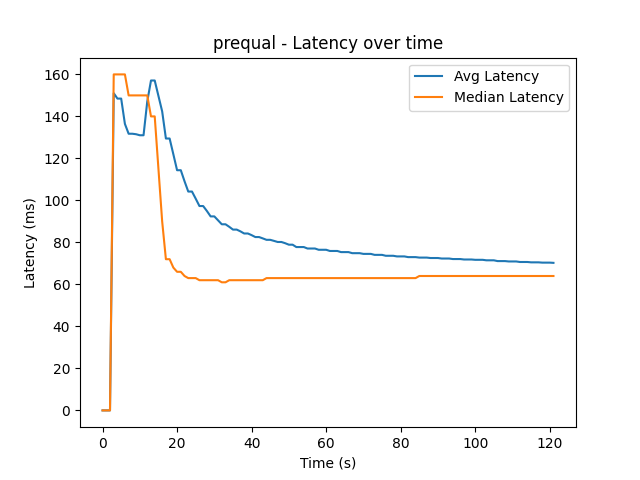 prequal - Latency over time
Avg Latency
Median Latency
Latency (ms)
160
140
120
100
80
60
40
20
0
0 20 40 60 80 100 120
Time (s)